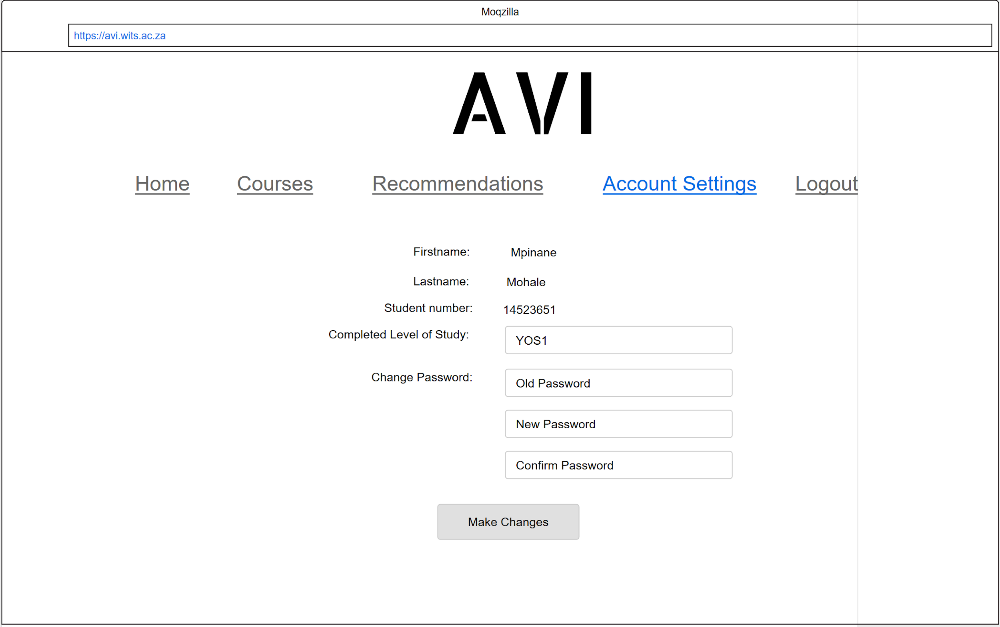 Moqzilla
https://avi.wits.ac.za
AVI
Home Courses Recommendations Account Settings Logout
Firstname: Mpinane
Lastname: Mohale
Student number: 14523651
Completed Level of Study: YOS1
Change Password: Old Password
New Password
Confirm Password
Make Changes